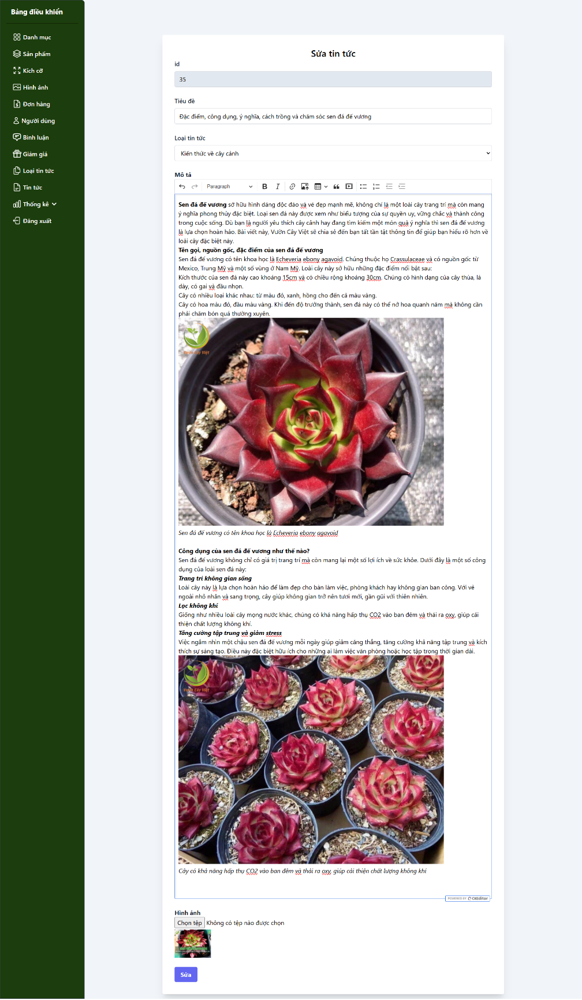 Bảng điều khiển
Danh mục
Sản phẩm
Kích cỡ
Hình ảnh
Đơn hàng
Người dùng
Bình luận
Giảm giá
Loại tin tức
Tin tức
Thống kê
Đăng xuất
Sửa tin tức
id
35
Tiêu đề
Đặc điểm, công dụng, ý nghĩa, cách trồng và chăm sóc sen đá đế vương
Loại tin tức
Kiến thức về cây cảnh
Mô tả
Paragraph
Sen đá đế vương sở hữu hình dáng độc đáo và vẻ đẹp mạnh mẽ, không chỉ là một loài cây trang trí mà còn mang
ý nghĩa phong thủy đặc biệt. Loại sen đá này được xem như biểu tượng của sự quyền uy, vững chắc và thành công
trong cuộc sống. Dù bạn là người yêu thích cây cảnh hay đang tìm kiếm một món quà ý nghĩa thì sen đá đế vương
là lựa chọn hoàn hảo. Bài viết này, Vườn Cây Việt sẽ chia sẻ đến bạn tất tần tật thông tin để giúp bạn hiểu rõ hơn về
loài cây đặc biệt này.
Tên gọi, nguồn gốc, đặc điểm của sen đá đế vương
Sen đá đế vương có tên khoa học là Echeveria ebony agavoid. Chúng thuộc họ Crassulaceae và có nguồn gốc từ
Mexico, Trung Mỹ và một số vùng ở Nam Mỹ. Loài cây này sở hữu những đặc điểm nổi bật sau:
Kích thước của sen đá này cao khoảng 15cm và có chiều rộng khoảng 30cm. Chúng có hình dạng của cây thùa, lá
dày, có gai và đầu nhọn.
Cây có nhiều loại khác nhau: từ màu đỏ, xanh, hồng cho đến cả màu vàng.
Cây có hoa màu đỏ, đầu màu vàng. Khi đến độ trưởng thành, sen đá này có thể nở hoa quanh năm mà không cần
phải chăm bón quá thường xuyên.
Vườn Cây Việt
Sen đá đế vương có tên khoa học là Echeveria ebony agavoid
Công dụng của sen đá đế vương như thế nào?
Sen đá đế vương không chỉ có giá trị trang trí mà còn mang lại một số lợi ích về sức khỏe. Dưới đây là một số công
dụng của loài sen đá này:
Trang trí không gian sống
Loài cây này là lựa chọn hoàn hảo để làm đẹp cho bàn làm việc, phòng khách hay không gian ban công. Với vẻ
ngoài nhỏ nhắn và sang trọng, cây giúp không gian trở nên tươi mới, gần gũi với thiên nhiên.
Lọc không khí
Giống như nhiều loài cây mọng nước khác, chúng có khả năng hấp thụ CO2 vào ban đêm và thải ra oxy, giúp cải
thiện chất lượng không khí.
Tăng cường tập trung và giảm stress
Việc ngắm nhìn một chậu sen đá đế vương mỗi ngày giúp giảm căng thẳng, tăng cường khả năng tập trung và kích
thích sự sáng tạo. Điều này đặc biệt hữu ích cho những ai làm việc văn phòng hoặc học tập trong thời gian dài.
Vườn Cây Việt
Cây có khả năng hấp thụ CO2 vào ban đêm và thải ra oxy, giúp cải thiện chất lượng không khí
POWERED BY CKEditor
Hình ảnh
Chọn tệp Không có tệp nào được chọn
Sửa